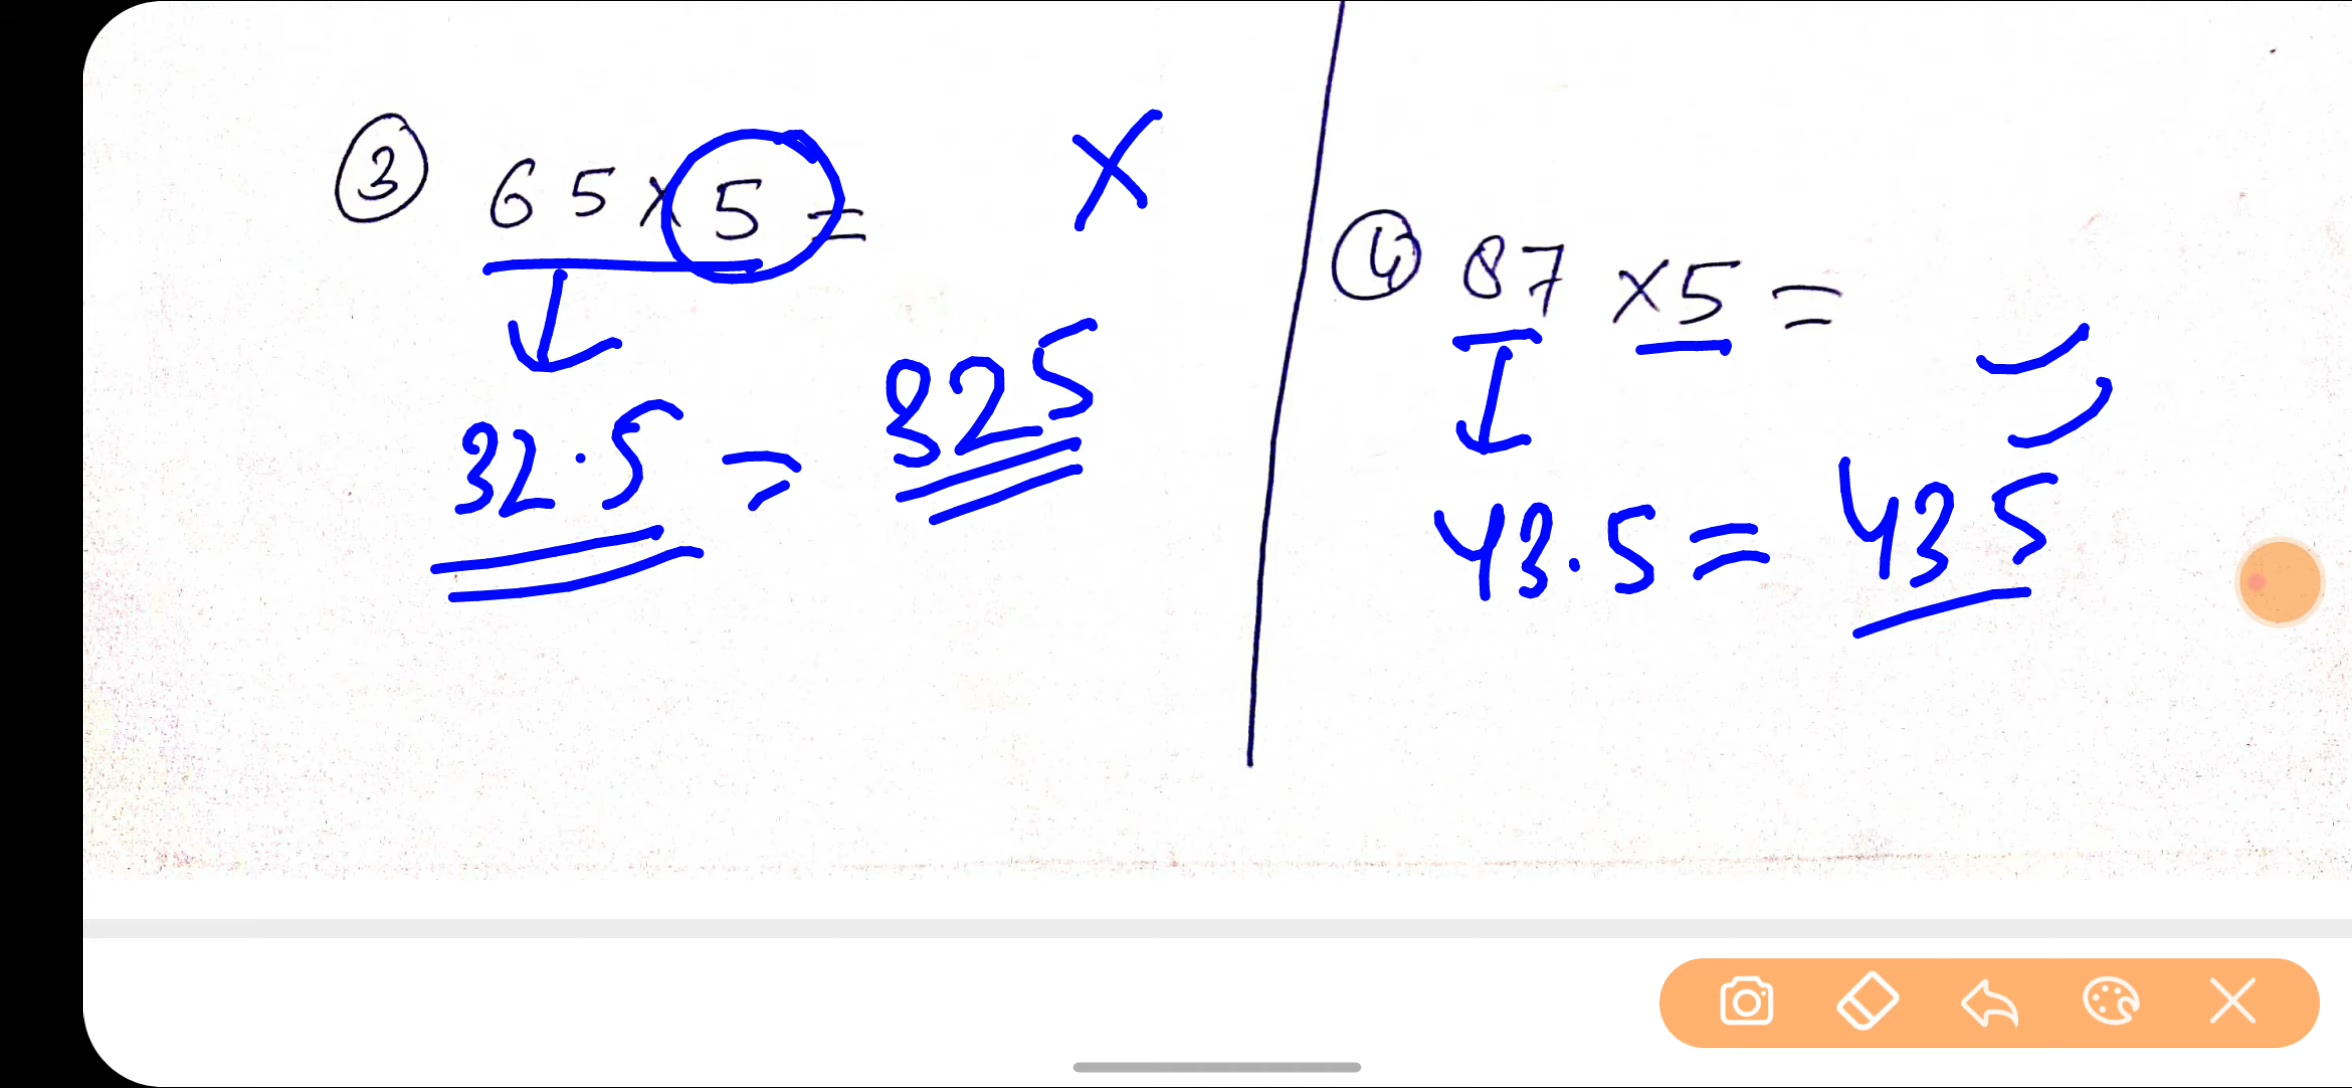 ③ 65×5=
×
32.5 = 325
④ 87 ×5 =
43.5 = 435